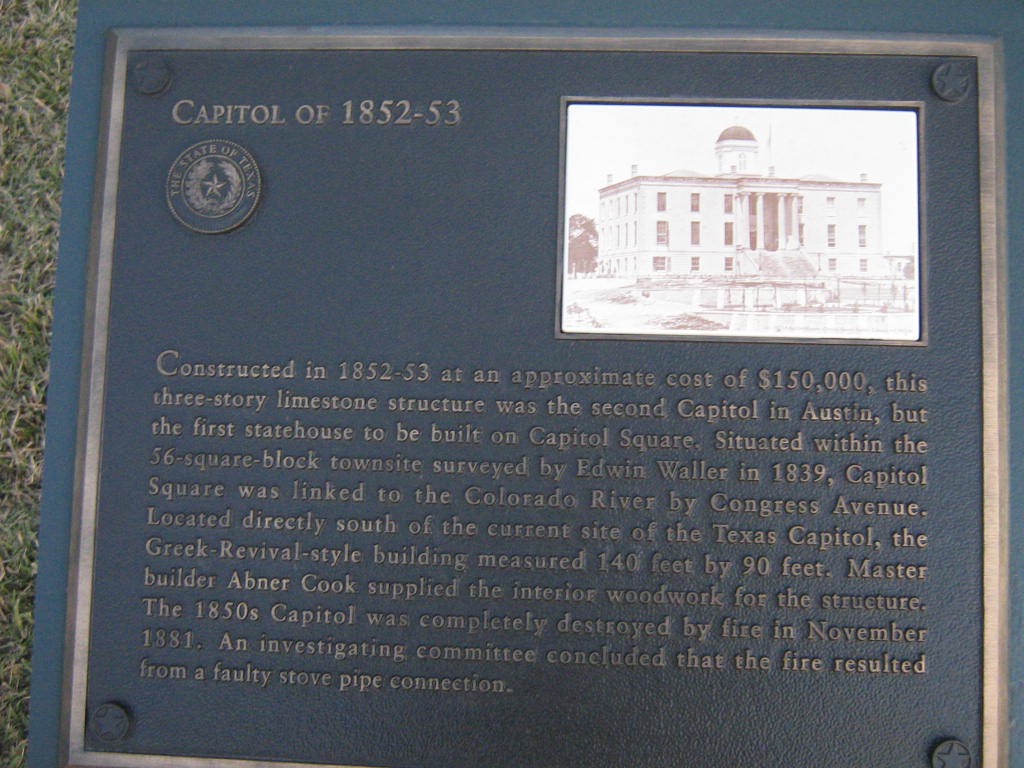 CAPITOL OF 1852-53
THE STATE OF TEXAS
Constructed in 1852-53 at an approximate cost of $150,000, this
three-story limestone structure was the second Capitol in Austin, but
the first statehouse to be built on Capitol Square. Situated within the
56-square-block townsite surveyed by Edwin Waller in 1839, Capitol
Square was linked to the Colorado River by Congress Avenue.
Located directly south of the current site of the Texas Capitol, the
Greek-Revival-style building measured 140 feet by 90 feet. Master
builder Abner Cook supplied the interior woodwork for the structure.
The 1850s Capitol was completely destroyed by fire in November
1881. An investigating committee concluded that the fire resulted
from a faulty stove pipe connection.